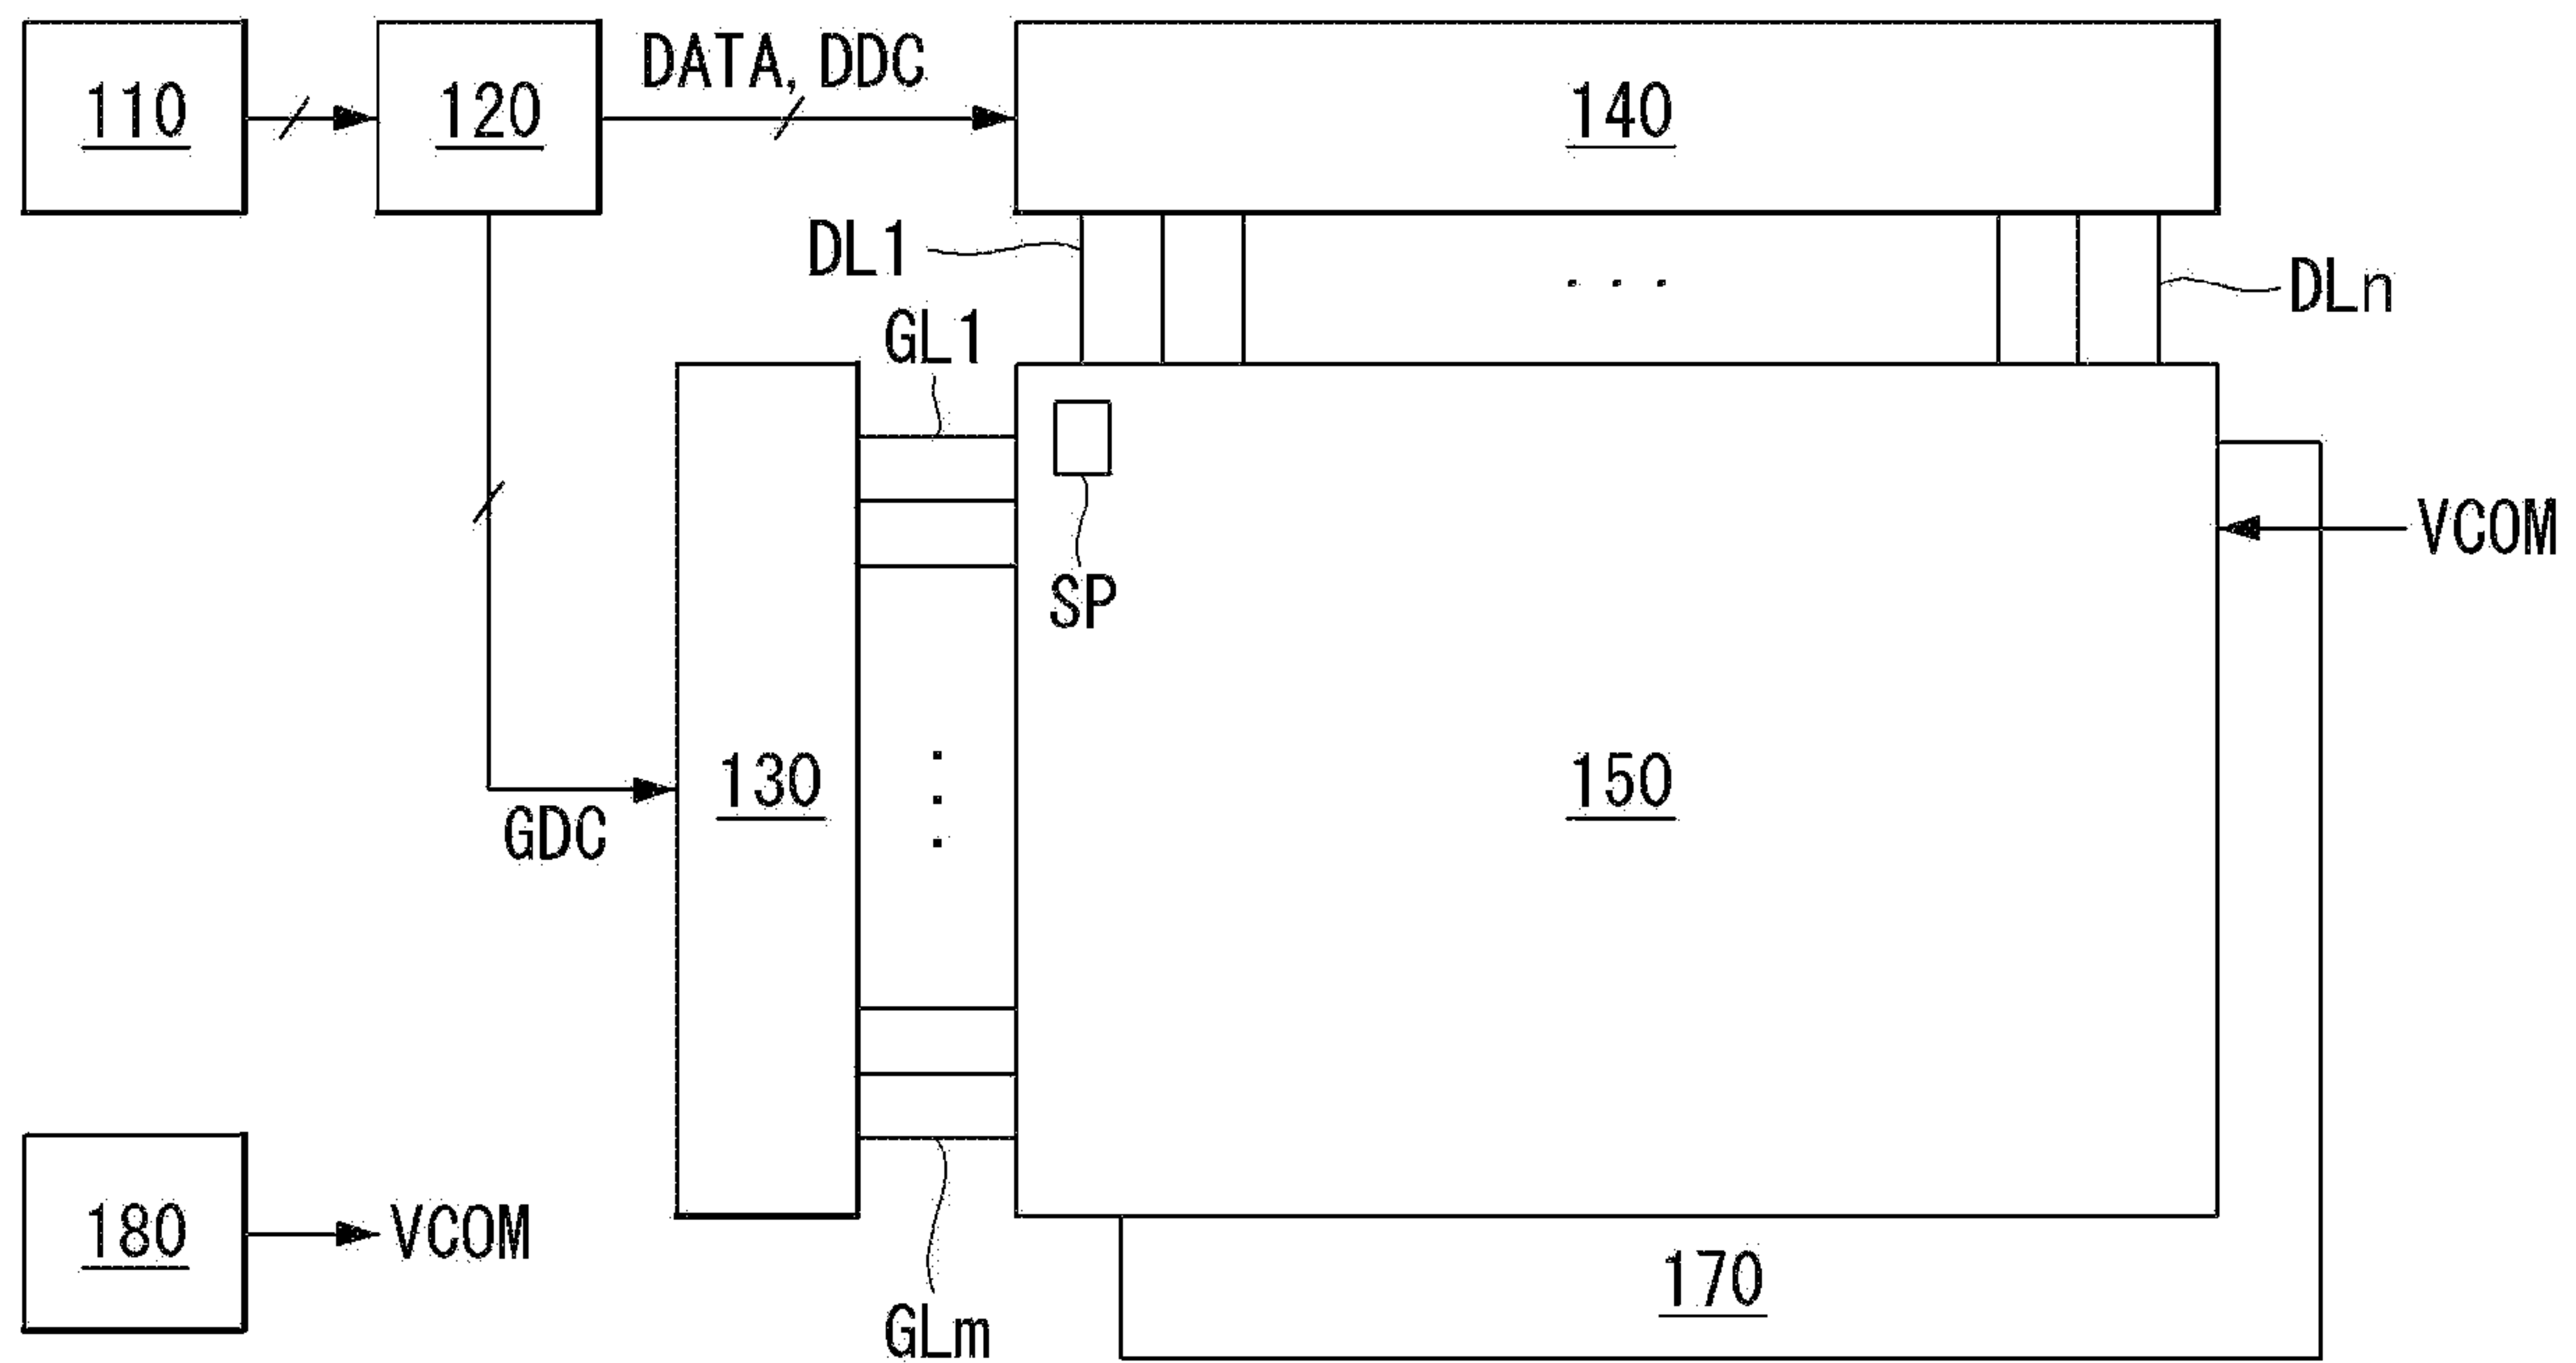 110
120
DATA, DDC
140
DL1
DLn
GL1
SP
VCOM
130
150
GDC
180
VCOM
170
GLm